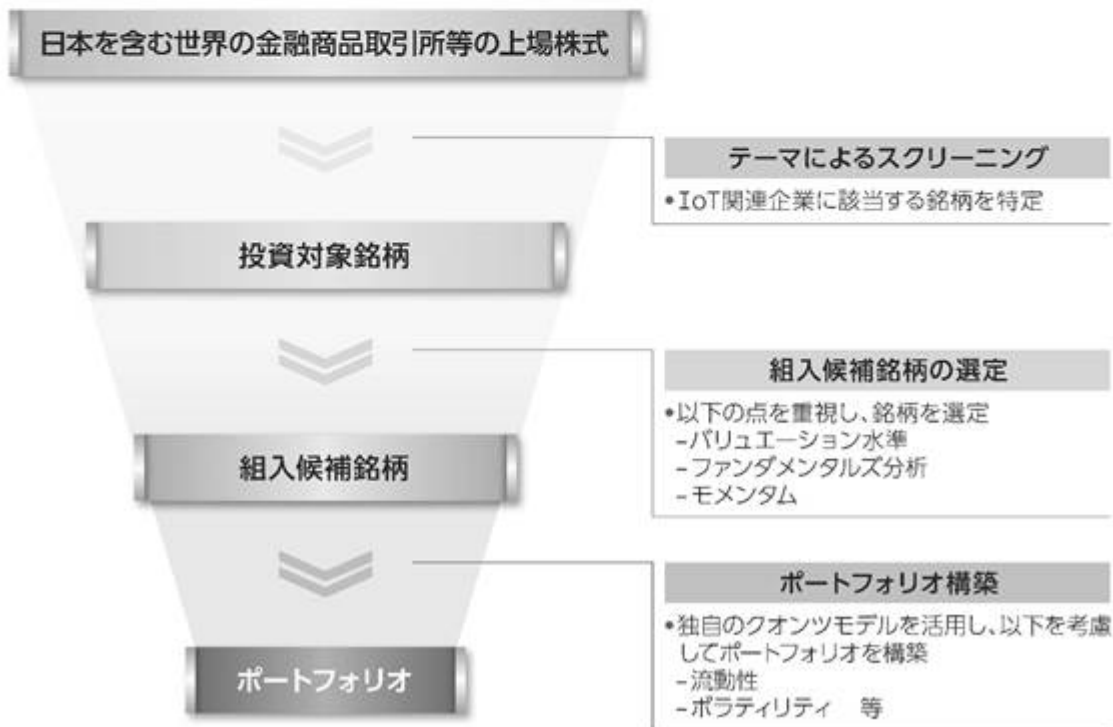 日本を含む世界の金融商品取引所等の上場株式
テーマによるスクリーニング
•IoT関連企業に該当する銘柄を特定
投資対象銘柄
組入候補銘柄の選定
•以下の点を重視し、銘柄を選定
-バリュエーション水準
-ファンダメンタルズ分析
-モメンタム
組入候補銘柄
ポートフォリオ構築
•独自のクオンツモデルを活用し、以下を考慮
してポートフォリオを構築
-流動性
-ボラティリティ　等
ポートフォリオ